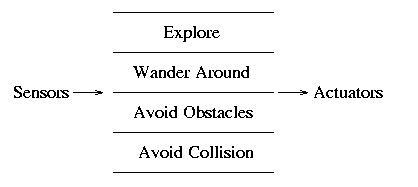 Explore
Wander Around
Sensors
Actuators
Avoid Obstacles
Avoid Collision